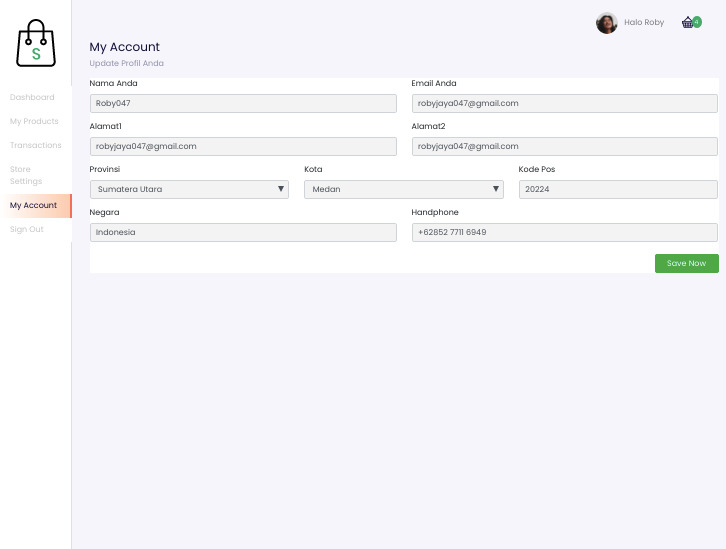 Halo Roby
4
S
My Account
Update Profil Anda
Dashboard
My Products
Transactions
Store
Settings
My Account
Sign Out
Nama Anda
Email Anda
Roby047
robyjaya047@gmail.com
Alamat1
Alamat2
robyjaya047@gmail.com
robyjaya047@gmail.com
Provinsi
Kota
Kode Pos
Sumatera Utara
Medan
20224
Negara
Handphone
Indonesia
+62852 7711 6949
Save Now